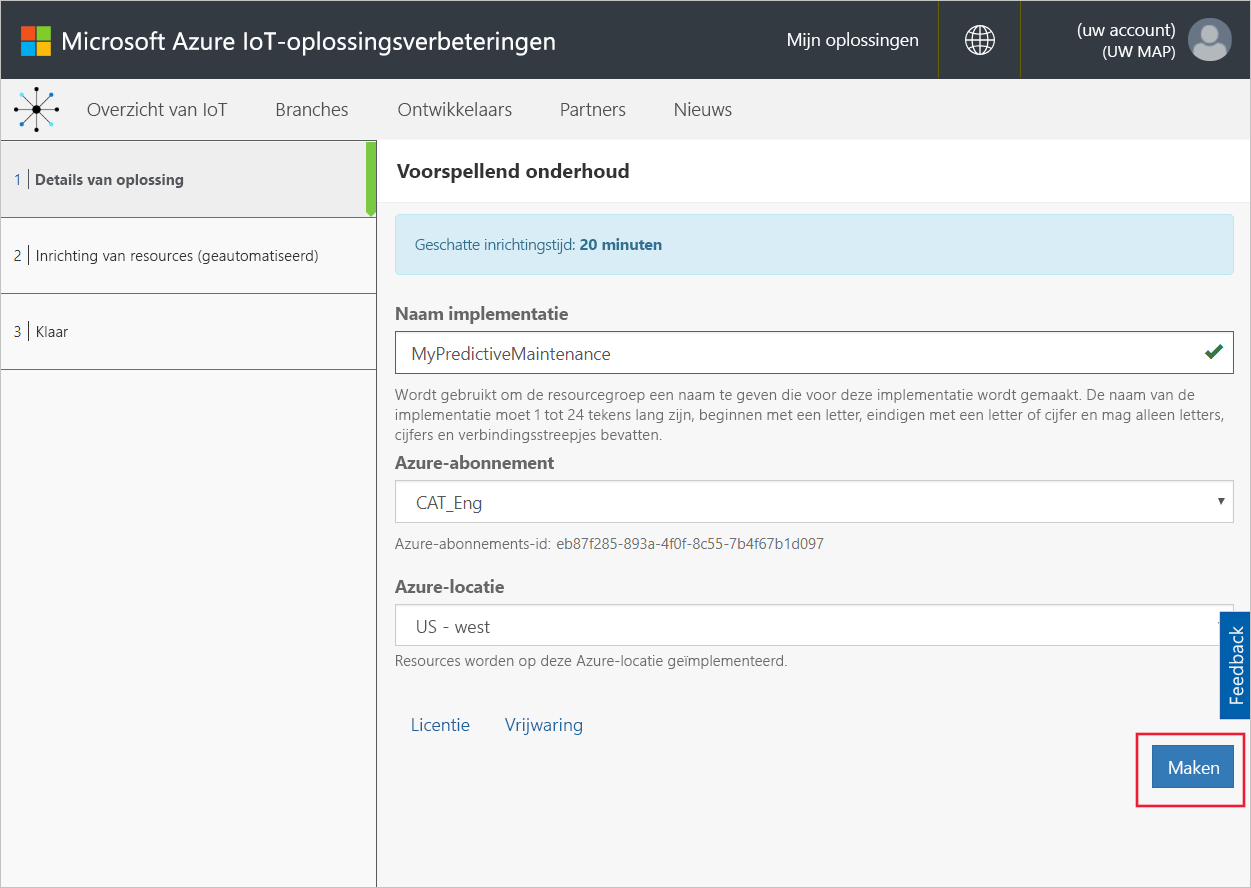 Microsoft Azure IoT-oplossingsverbeteringen
Mijn oplossingen
(uw account)
(UW MAP)
Overzicht van IoT
Branches
Ontwikkelaars
Partners
Nieuws
1 Details van oplossing
2 Inrichting van resources (geautomatiseerd)
3 Klaar
Voorspellend onderhoud
Geschatte inrichtingstijd: 20 minuten
Naam implementatie
MyPredictiveMaintenance
Wordt gebruikt om de resourcegroep een naam te geven die voor deze implementatie wordt gemaakt. De naam van de
implementatie moet 1 tot 24 tekens lang zijn, beginnen met een letter, eindigen met een letter of cijfer en mag alleen letters,
cijfers en verbindingsstreepjes bevatten.
Azure-abonnement
CAT_Eng
Azure-abonnements-id: eb87f285-893a-4f0f-8c55-7b4f67b1d097
Azure-locatie
US - west
Resources worden op deze Azure-locatie geïmplementeerd.
Feedback
Licentie
Vrijwaring
Maken